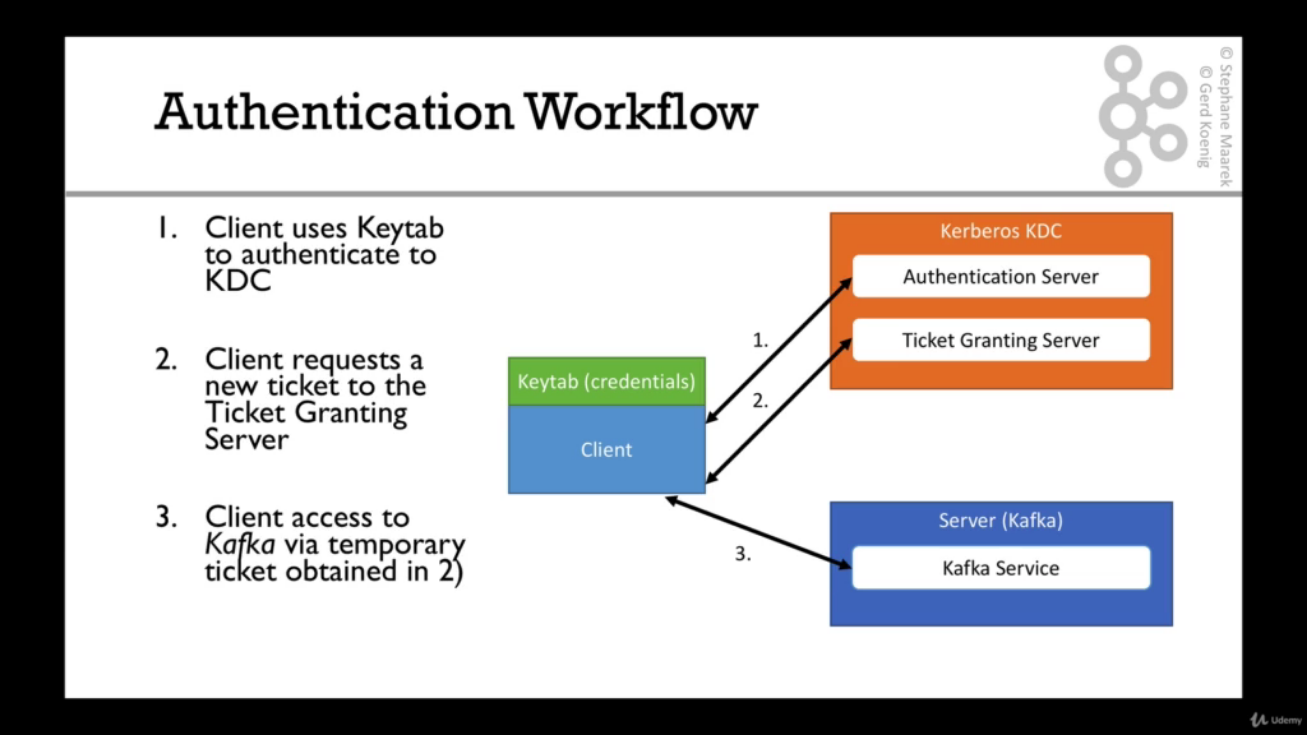 Authentication Workflow
© Stephane Maarek
© Gerd Koenig
1. Client uses Keytab
to authenticate to
KDC
2. Client requests a
new ticket to the
Ticket Granting
Server
3. Client access to
Kafka via temporary
ticket obtained in 2)
Kerberos KDC
Authentication Server
Ticket Granting Server
1.
2.
Keytab (credentials)
Client
3.
Server (Kafka)
Kafka Service
Udemy